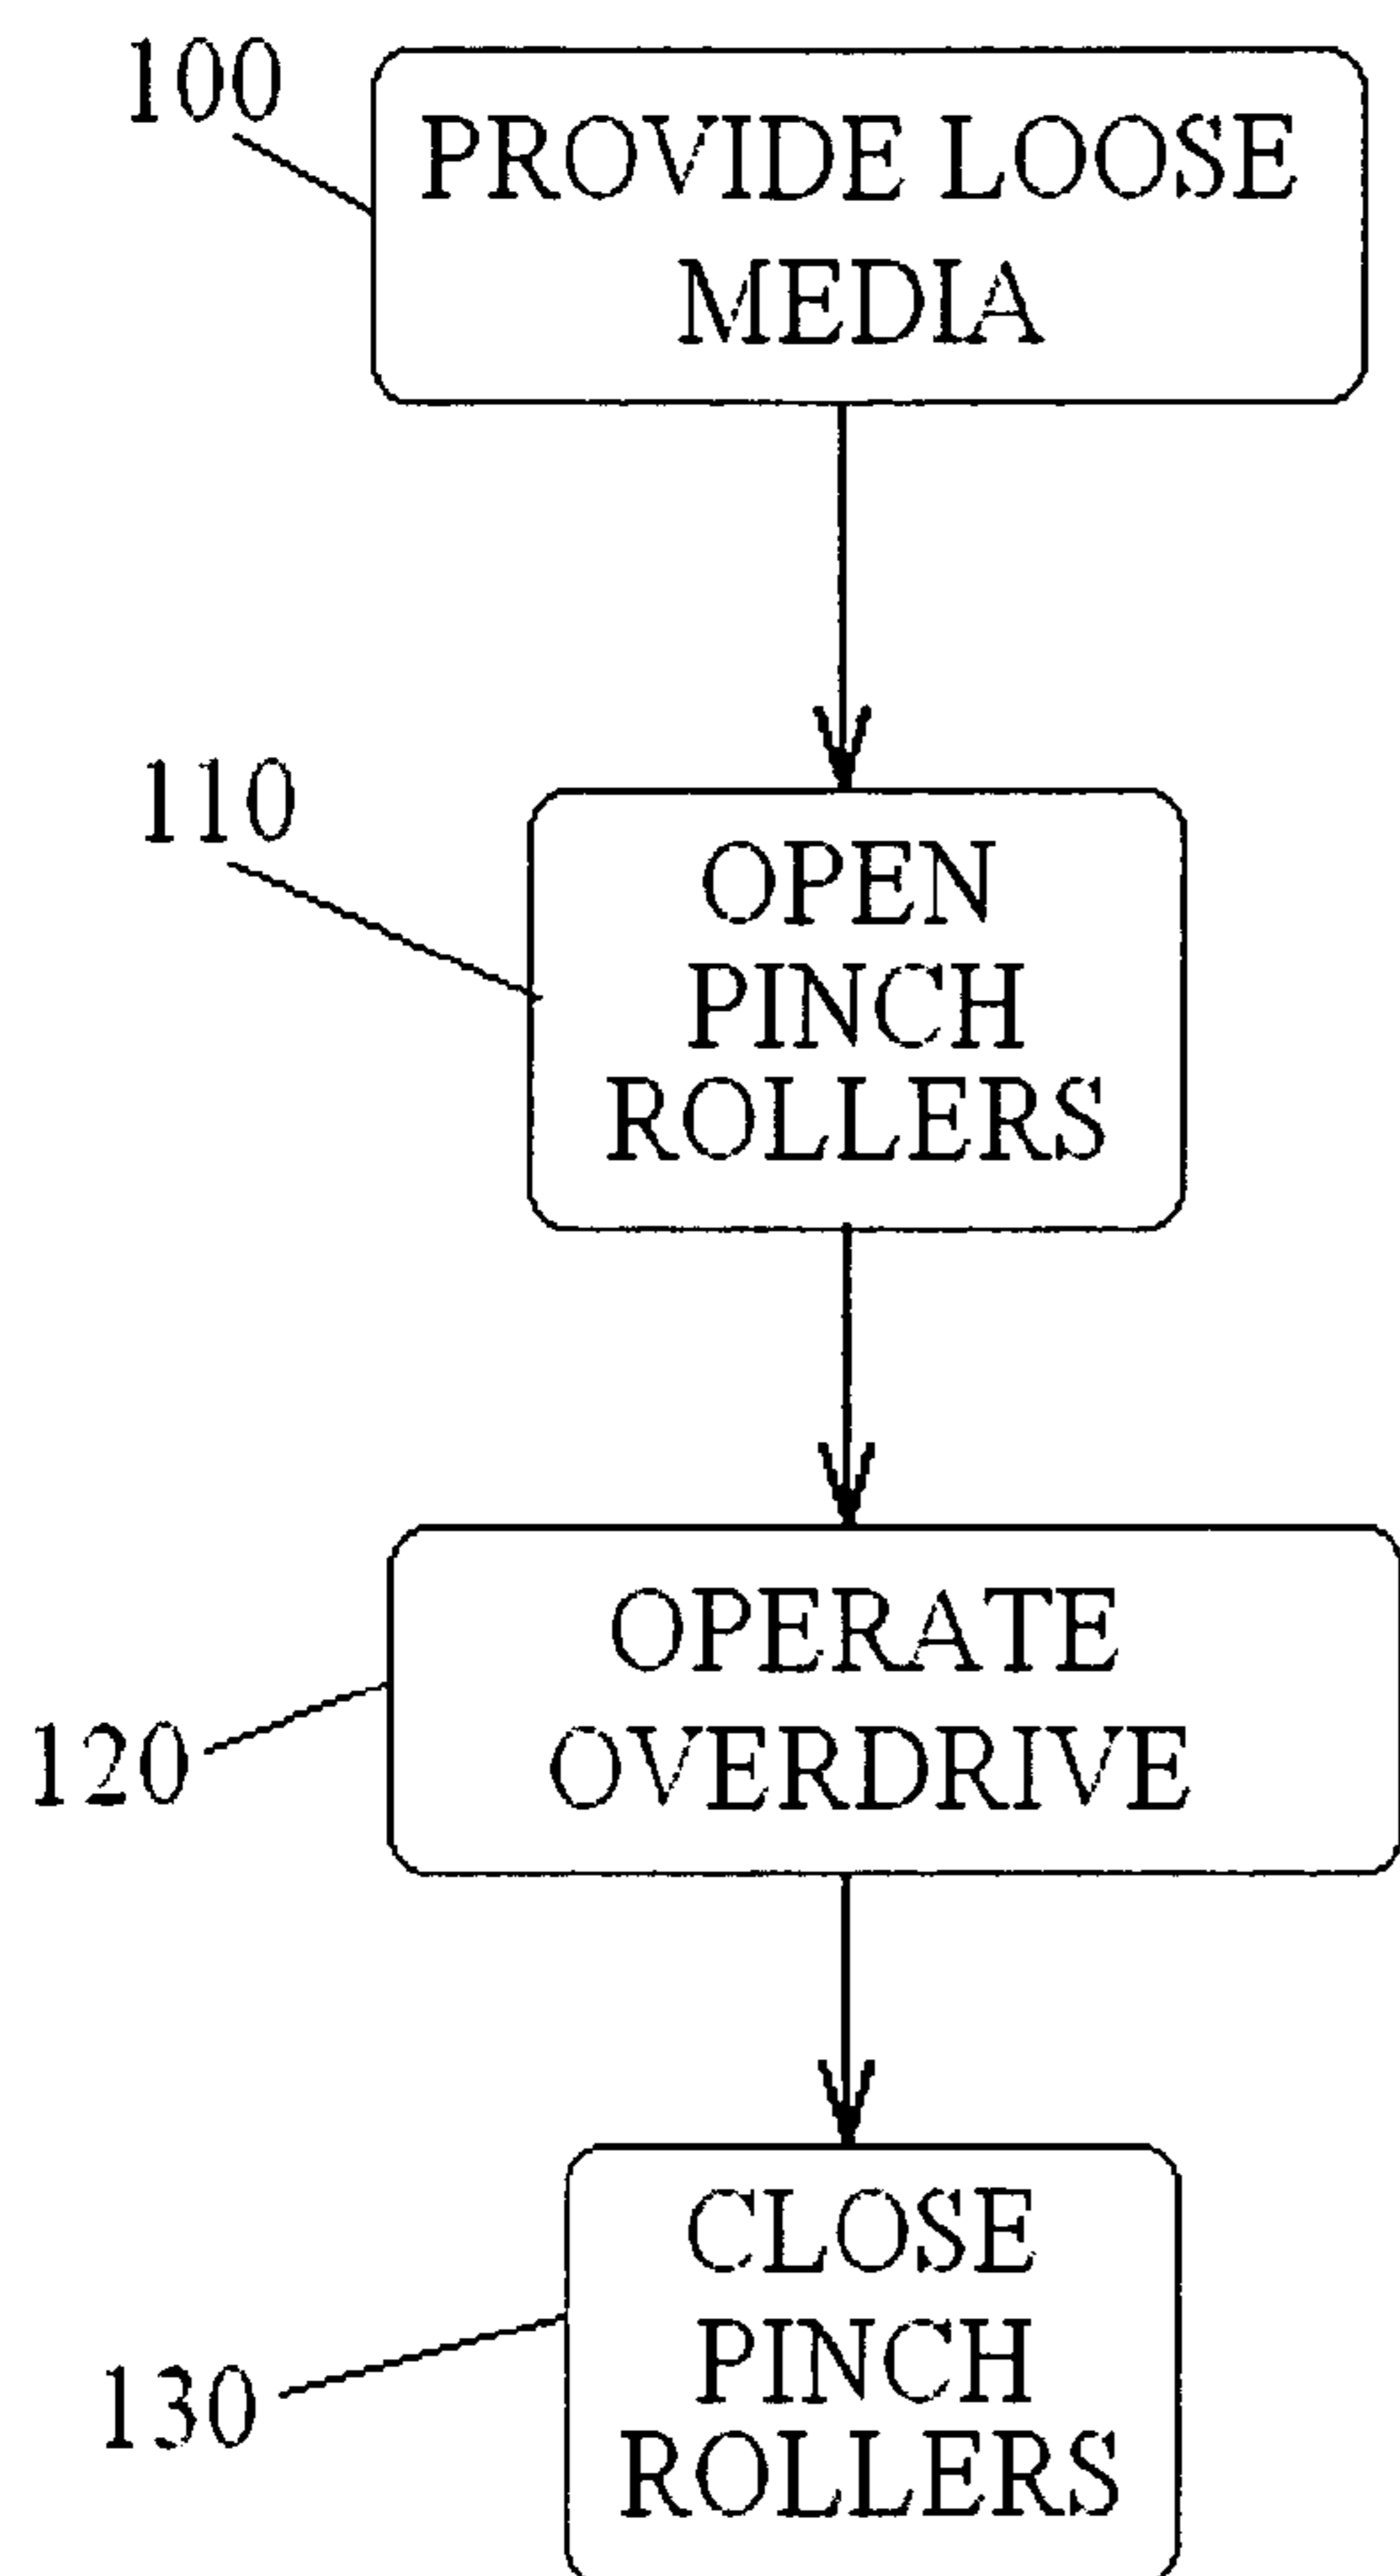 100
PROVIDE LOOSE
MEDIA
110
OPEN
PINCH
ROLLERS
120
OPERATE
OVERDRIVE
130
CLOSE
PINCH
ROLLERS